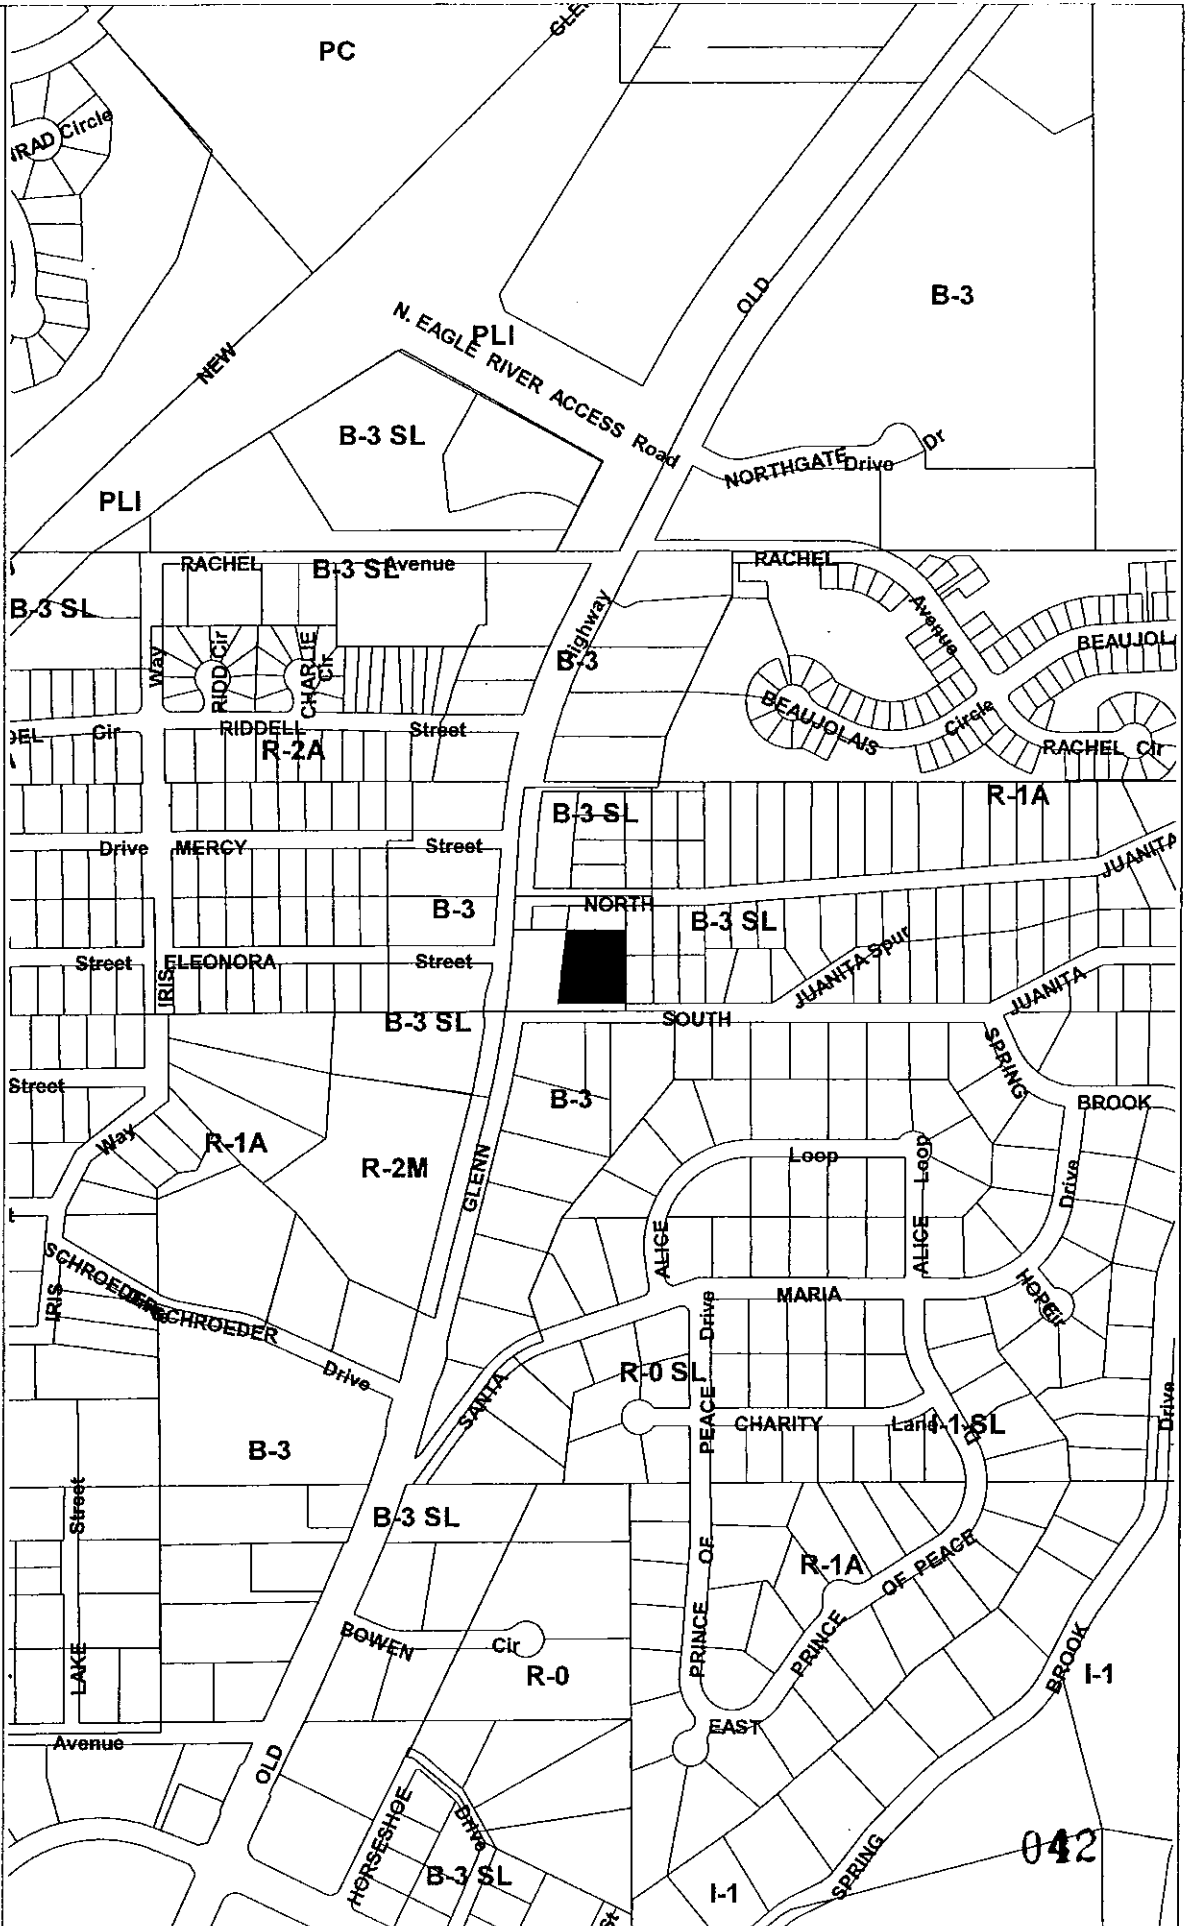 PC
Circle
B-3
OLD
N. EAGLE RIVER ACCESS Road
PLI
NEW
B-3 SL
NORTHGATE Drive
Dr
PLI
RACHEL
B-3 SL
Avenue
RACHEL
B-3 SL
Highway
Avenue
BEAUJOL
Way
RIDD Cir
CHARLIE
Cir
B-3
BEAUJOLAIS
Circle
RIDDELL
Street
Cir
R-2A
RACHEL Cir
B-3 SL
R-1A
Drive
MERCY
Street
JUANITA
B-3
NORTH
B-3 SL
Street
ELEONORA
Street
JUANITA Spur
IRIS
JUANITA
B-3 SL
SOUTH
SPRING
Street
B-3
BROOK
Way
R-1A
R-2M
GLENN
Loop
Loop
Drive
ALICE
ALICE
SCHROEDER
IRIS
SCHROEDER
Drive
MARIA
HOPE
Cir
Drive
R-0 SL
SANTA
PEACE
CHARITY
Lane
I-1 SL
Drive
B-3
Street
B-3 SL
OF
R-1A
OF PEACE
BOWEN
Cir
PRINCE
PRINCE
LAKE
R-0
BROOK
I-1
EAST
Avenue
OLD
HORSESHOE
Drive
B-3 SL
SPRING
I-1
042
St